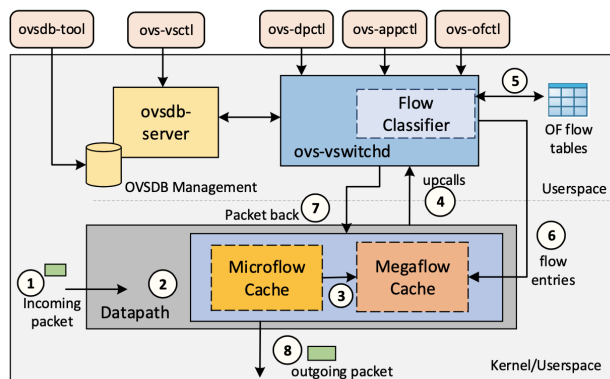 ovsdb-tool
ovs-vsctl
ovs-dpctl
ovs-appctl
ovs-ofctl
ovsdb-
server
Flow
Classifier
ovs-vswitchd
5
OF flow
tables
OVSDB Management
upcalls
4
Userspace
Packet back
7
6
flow
entries
1
Incoming
packet
2
Datapath
Microflow
Cache
3
Megaflow
Cache
8
outgoing packet
Kernel/Userspace